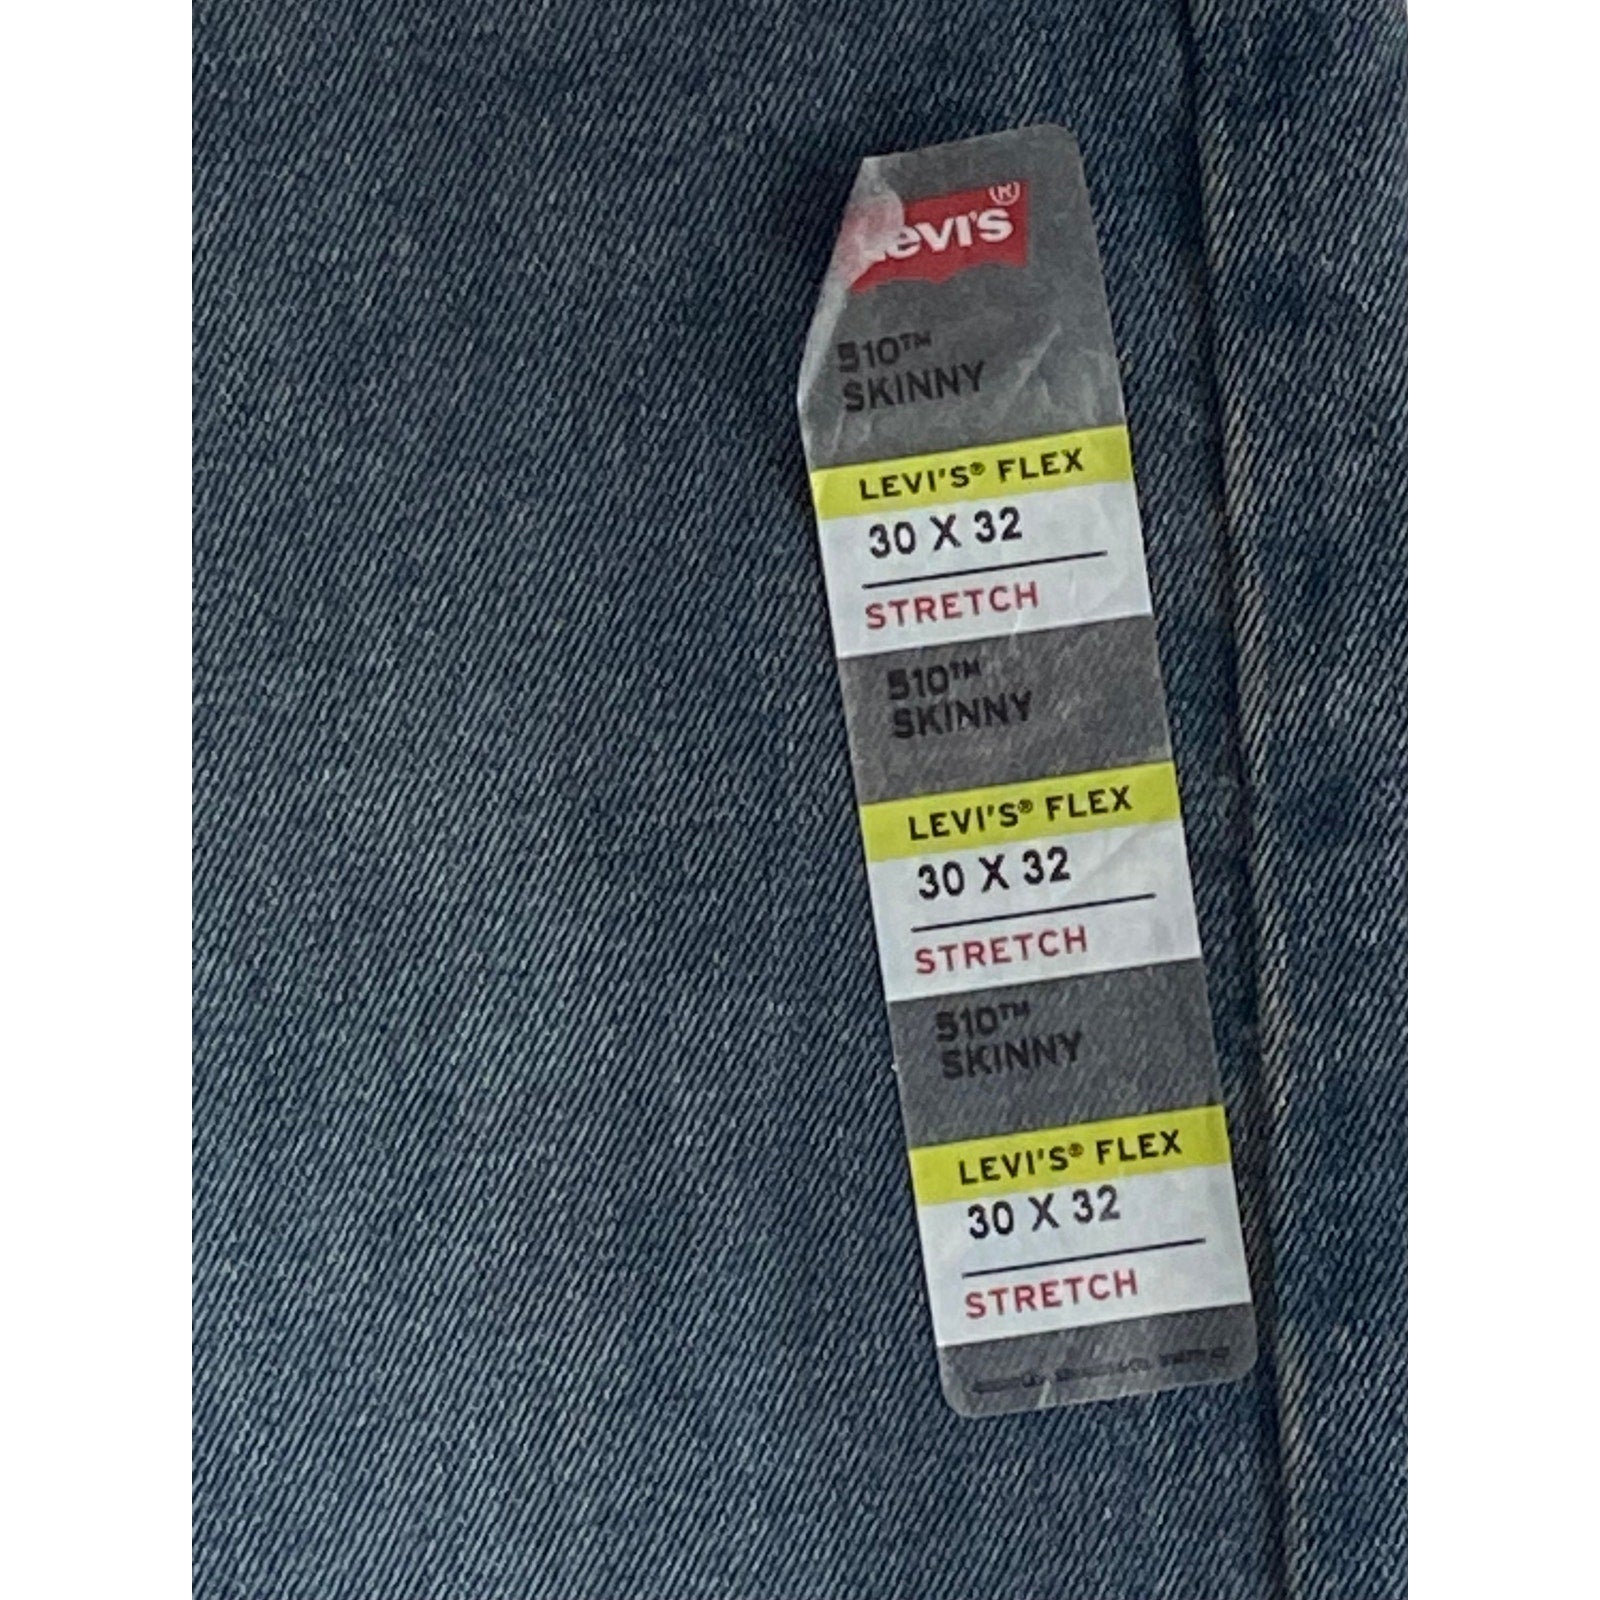 Levi's®
510™
SKINNY
LEVI'S® FLEX
30 X 32
STRETCH
510™
SKINNY
LEVI'S® FLEX
30 X 32
STRETCH
510™
SKINNY
LEVI'S® FLEX
30 X 32
STRETCH